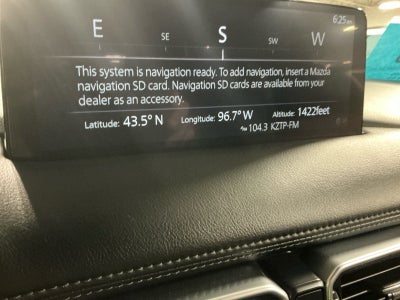 6:25
E SE S SW W
This system is navigation ready. To add navigation, insert a Mazda
navigation SD card. Navigation SD cards are available from your
dealer as an accessory.
Latitude: 43.5° N Longitude: 96.7° W Altitude: 1422feet
104.3 KZTP-FM